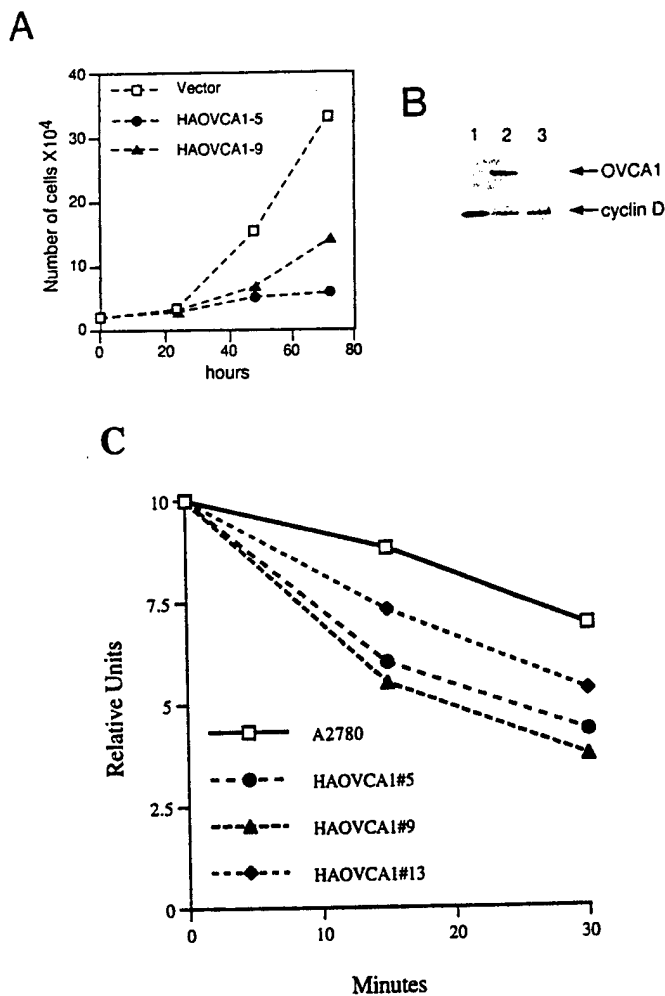 A
40
30
20
10
0
Number of cells X10⁴
Vector
HAOVCA1-5
HAOVCA1-9
0 20 40 60 80
hours
B
1 2 3
OVCA1
cyclin D
C
10
7.5
5
2.5
0
Relative Units
A2780
HAOVCA1#5
HAOVCA1#9
HAOVCA1#13
0 10 20 30
Minutes